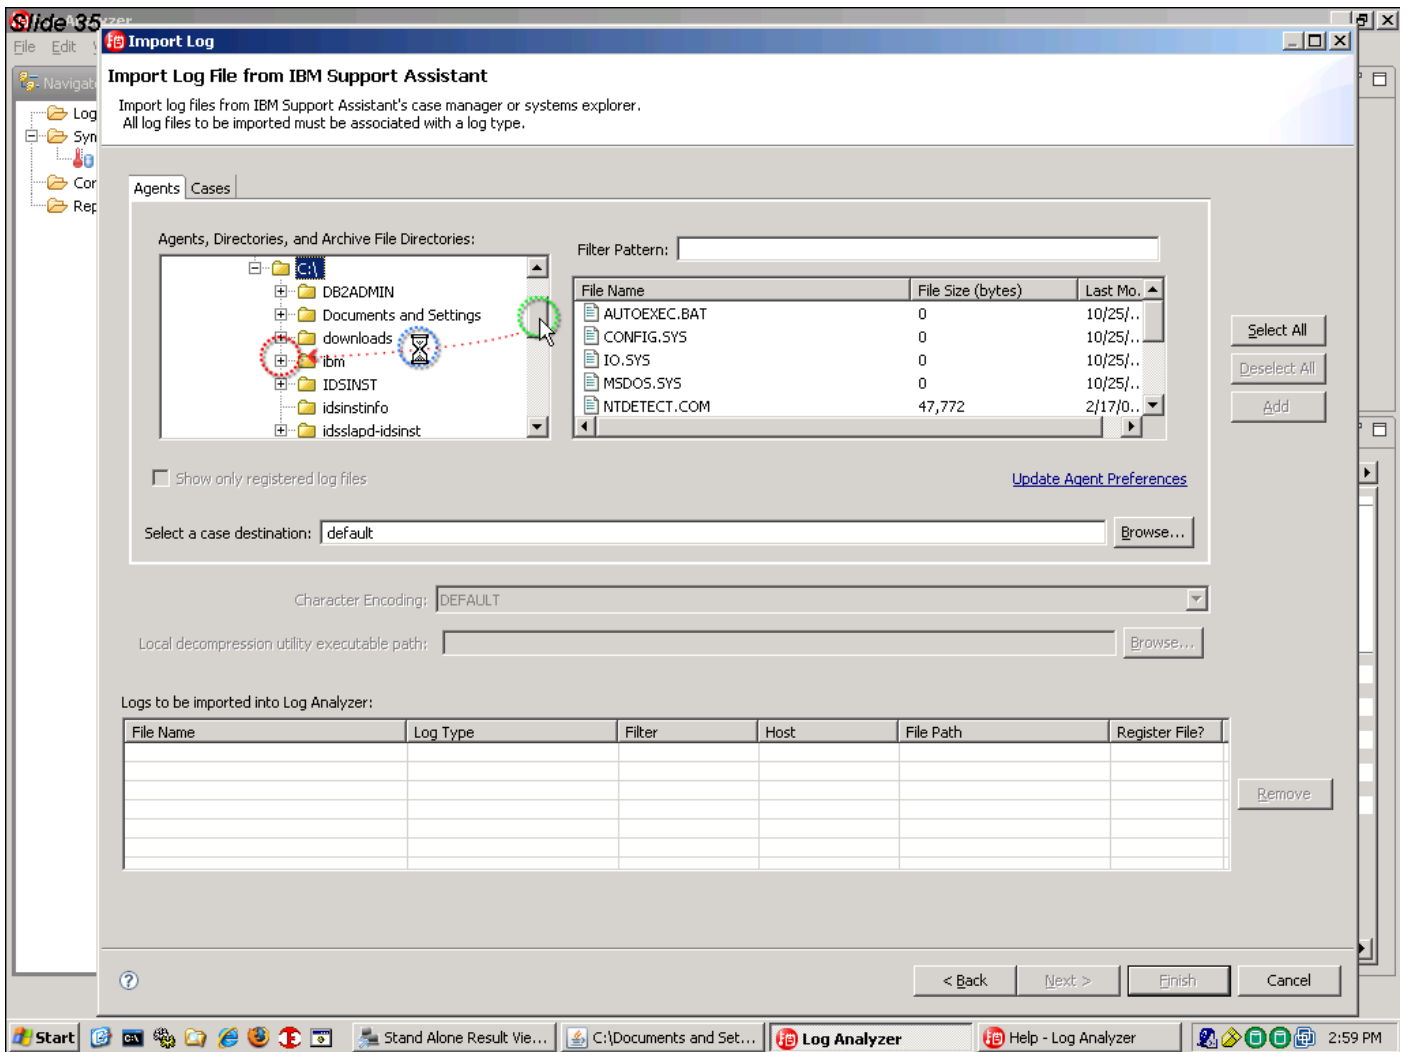 Slide 35
File Edit
Import Log
Import Log File from IBM Support Assistant
Import log files from IBM Support Assistant's case manager or systems explorer.
All log files to be imported must be associated with a log type.
Navigat
Log
Syn
Cor
Rep
Agents Cases
Agents, Directories, and Archive File Directories:
Filter Pattern:
C:\
DB2ADMIN
Documents and Settings
downloads
ibm
IDSINST
idsinstinfo
idsslapd-idsinst
File Name File Size (bytes) Last Mo.
AUTOEXEC.BAT 0 10/25/..
CONFIG.SYS 0 10/25/..
IO.SYS 0 10/25/..
MSDOS.SYS 0 10/25/..
NTDETECT.COM 47,772 2/17/0..
Select All
Deselect All
Add
Show only registered log files
Update Agent Preferences
Select a case destination: default Browse...
Character Encoding: DEFAULT
Local decompression utility executable path: Browse...
Logs to be imported into Log Analyzer:
File Name Log Type Filter Host File Path Register File?
Remove
? < Back Next > Finish Cancel
Start Stand Alone Result Vie... C:\Documents and Set... Log Analyzer Help - Log Analyzer 2:59 PM